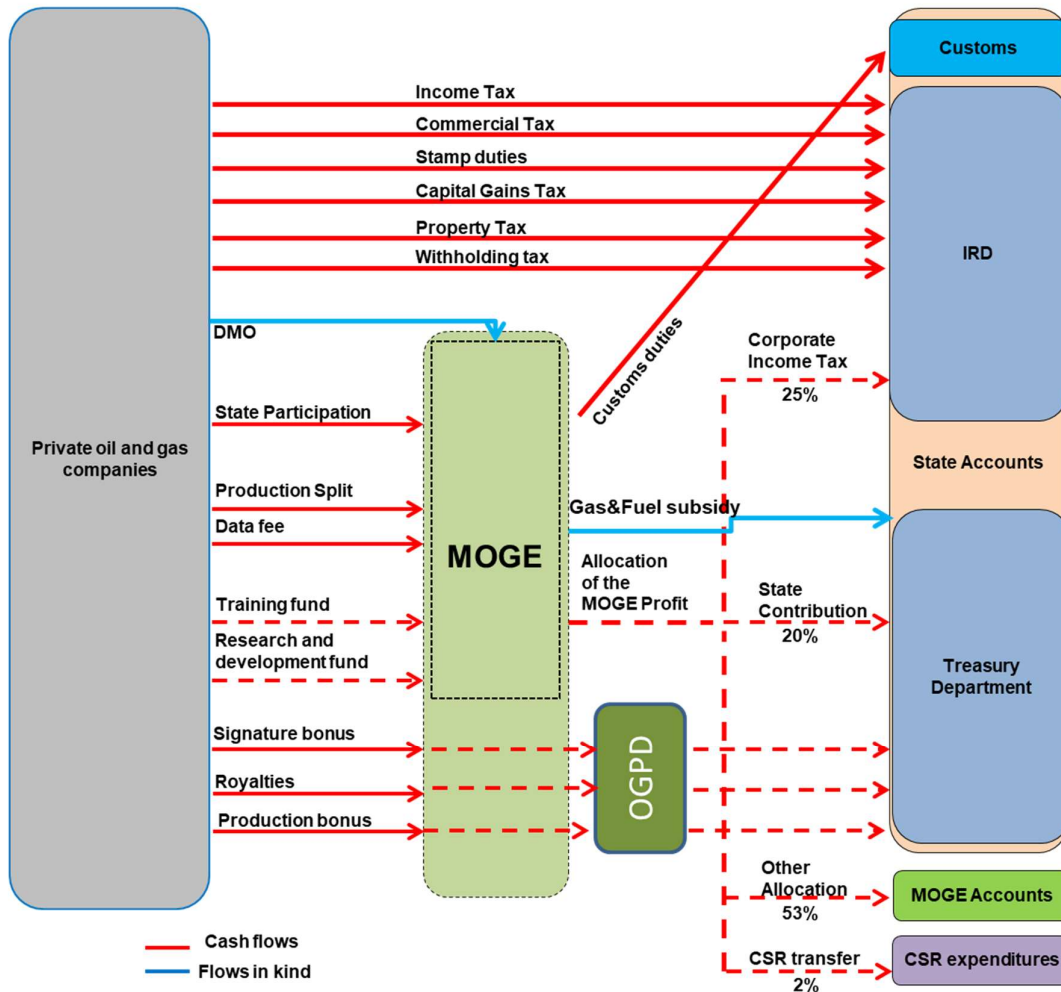 Customs
Income Tax
Commercial Tax
Stamp duties
Capital Gains Tax
Property Tax
Withholding tax
IRD
DMO
Customs duties
Corporate
Income Tax
25%
State Participation
Private oil and gas
companies
State Accounts
Production Split
Data fee
Gas&Fuel subsidy
MOGE
Allocation
of the
MOGE Profit
State
Contribution
20%
Training fund
Research and
development fund
Treasury
Department
Signature bonus
Royalties
Production bonus
OGPD
Other
Allocation
53%
MOGE Accounts
CSR transfer
2%
CSR expenditures
Cash flows
Flows in kind